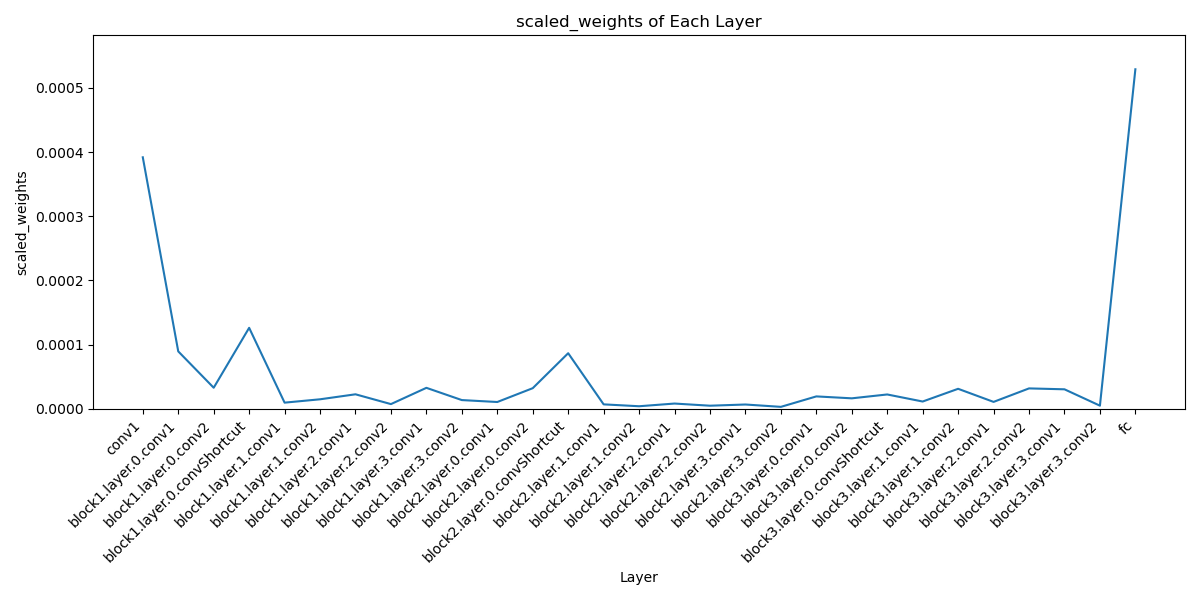 scaled_weights of Each Layer
scaled_weights
0.0005
0.0004
0.0003
0.0002
0.0001
0.0000
conv1
block1.layer.0.conv1
block1.layer.0.conv2
block1.layer.0.convShortcut
block1.layer.1.conv1
block1.layer.1.conv2
block1.layer.2.conv1
block1.layer.2.conv2
block1.layer.3.conv1
block1.layer.3.conv2
block2.layer.0.conv1
block2.layer.0.conv2
block2.layer.0.convShortcut
block2.layer.1.conv1
block2.layer.1.conv2
block2.layer.2.conv1
block2.layer.2.conv2
block2.layer.3.conv1
block2.layer.3.conv2
block3.layer.0.conv1
block3.layer.0.conv2
block3.layer.0.convShortcut
block3.layer.1.conv1
block3.layer.1.conv2
block3.layer.2.conv1
block3.layer.2.conv2
block3.layer.3.conv1
block3.layer.3.conv2
fc
Layer